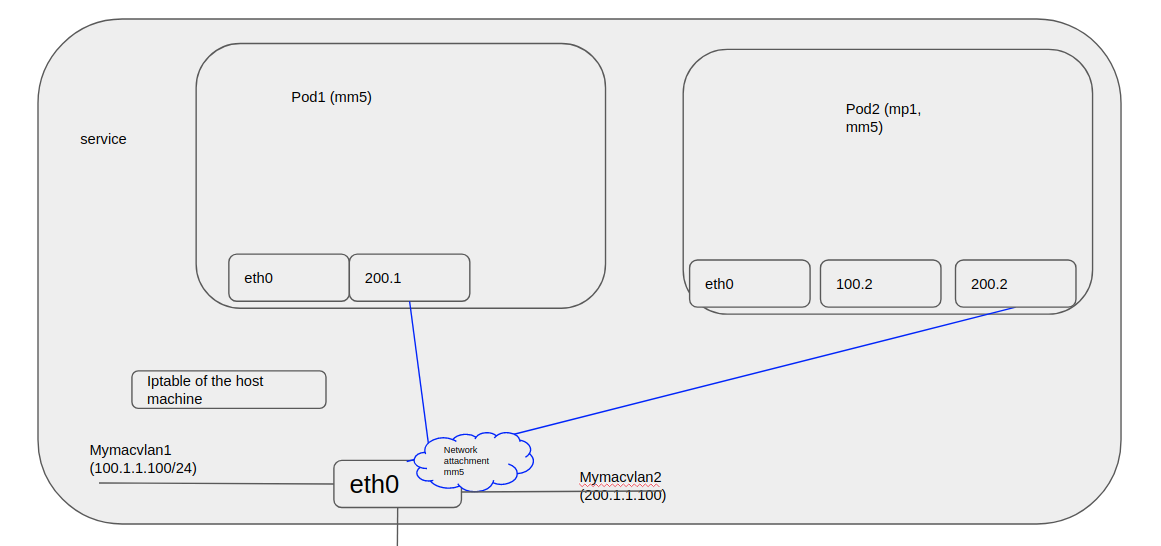 Pod1 (mm5)
Pod2 (mp1,
mm5)
service
eth0
200.1
eth0
100.2
200.2
Iptable of the host
machine
Mymacvlan1
(100.1.1.100/24)
Network
attachment
mm5
eth0
Mymacvlan2
(200.1.1.100)